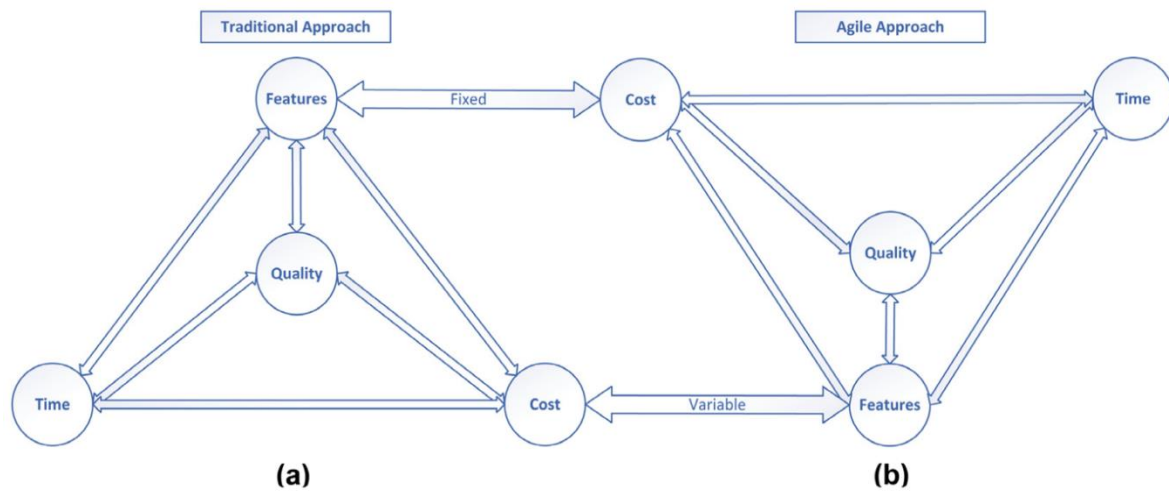 Traditional Approach
Agile Approach
Features
Fixed
Cost
Time
Quality
Quality
Time
Cost
Variable
Features
(a)
(b)